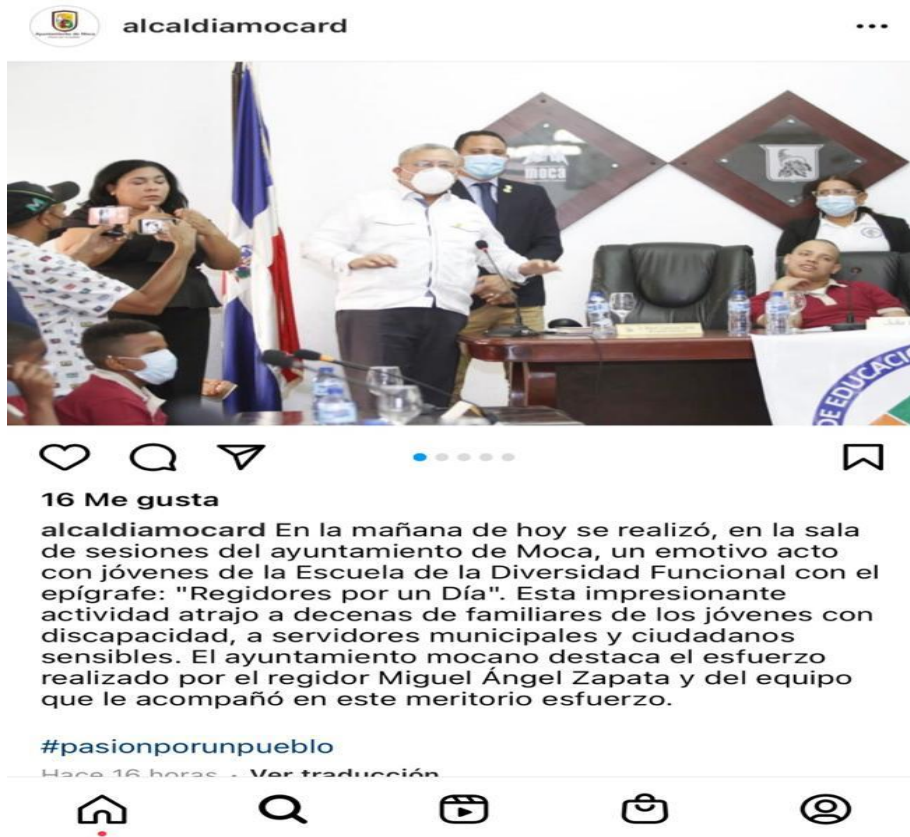 alcaldiamocard
moca
DE EDUCACIO
16 Me gusta
alcaldiamocard En la mañana de hoy se realizó, en la sala
de sesiones del ayuntamiento de Moca, un emotivo acto
con jóvenes de la Escuela de la Diversidad Funcional con el
epígrafe: "Regidores por un Día". Esta impresionante
actividad atrajo a decenas de familiares de los jóvenes con
discapacidad, a servidores municipales y ciudadanos
sensibles. El ayuntamiento mocano destaca el esfuerzo
realizado por el regidor Miguel Ángel Zapata y del equipo
que le acompañó en este meritorio esfuerzo.
#pasionporunpueblo
Hace 16 horas · Ver traducción